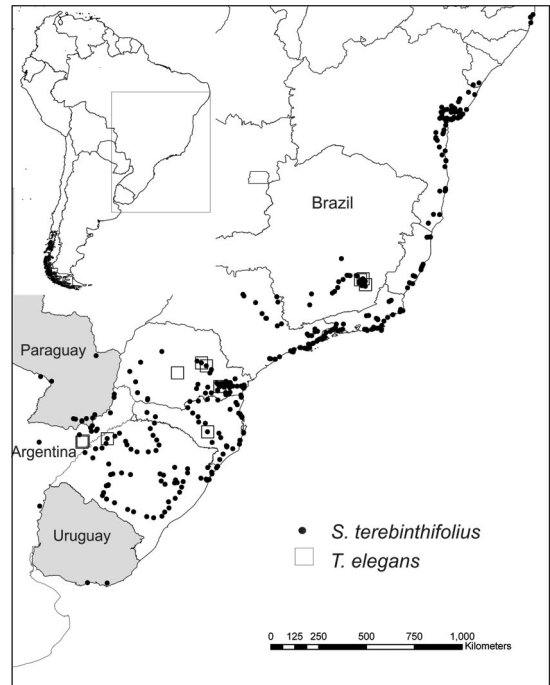 Brazil
Paraguay
Argentina
Uruguay
S. terebinthifolius
T. elegans
0 125 250 500 750 1,000
Kilometers